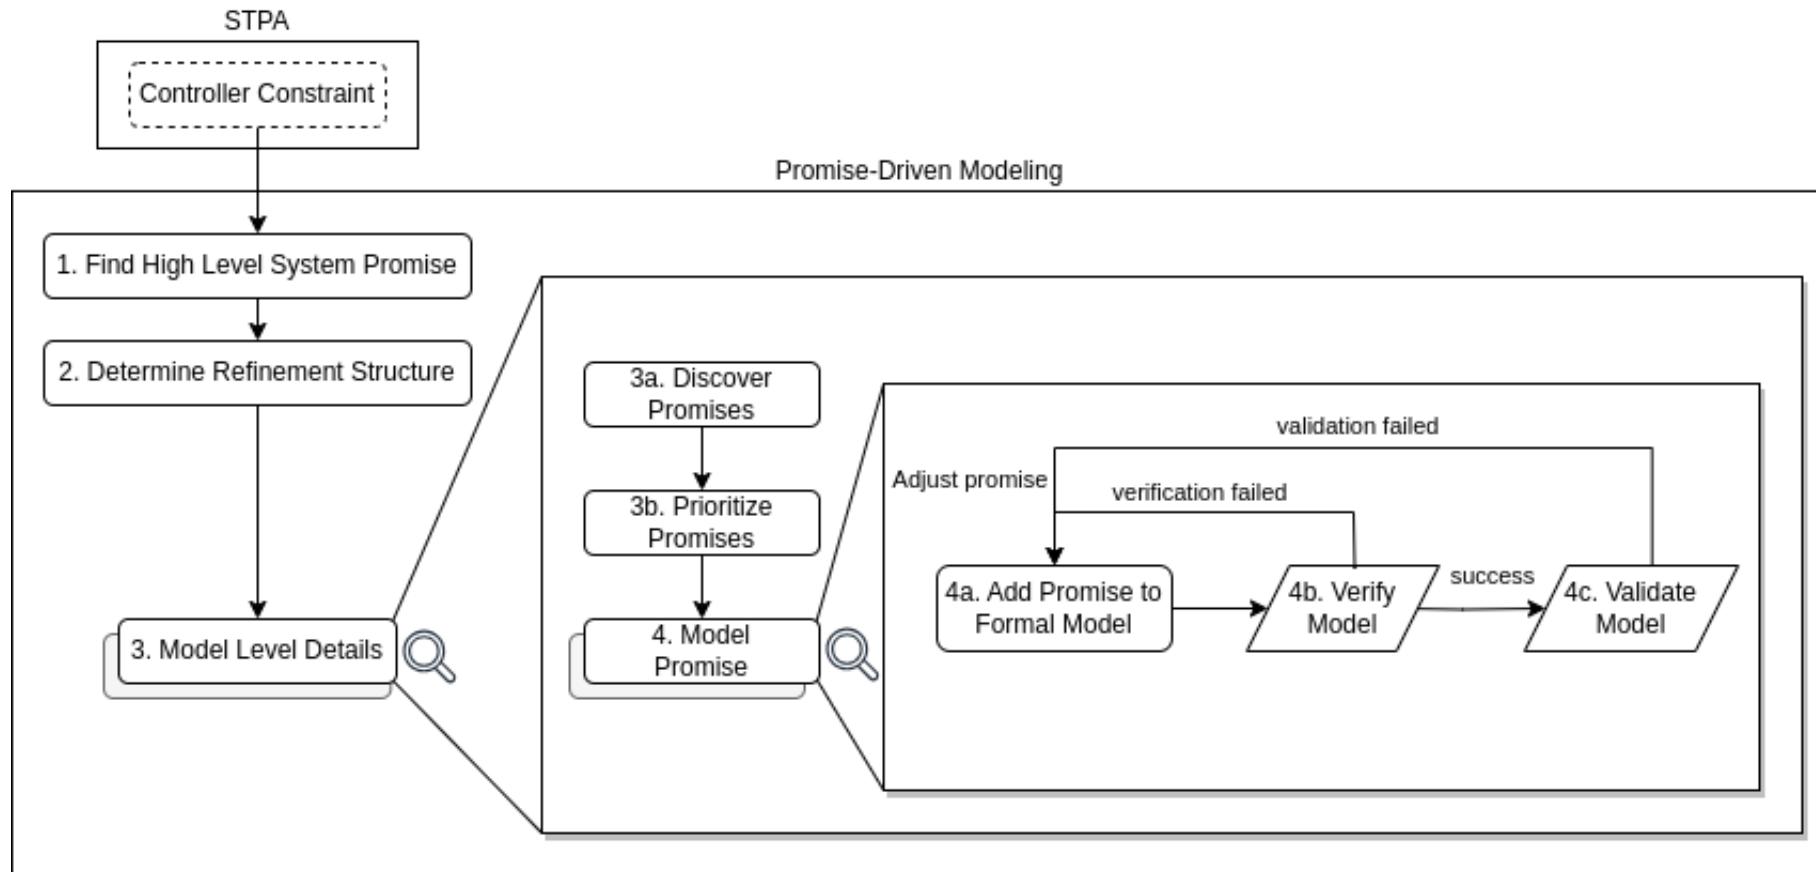 STPA
Controller Constraint
Promise-Driven Modeling
1. Find High Level System Promise
2. Determine Refinement Structure
3. Model Level Details
3a. Discover
Promises
3b. Prioritize
Promises
4. Model
Promise
validation failed
Adjust promise
verification failed
4a. Add Promise to
Formal Model
4b. Verify
Model
success
4c. Validate
Model